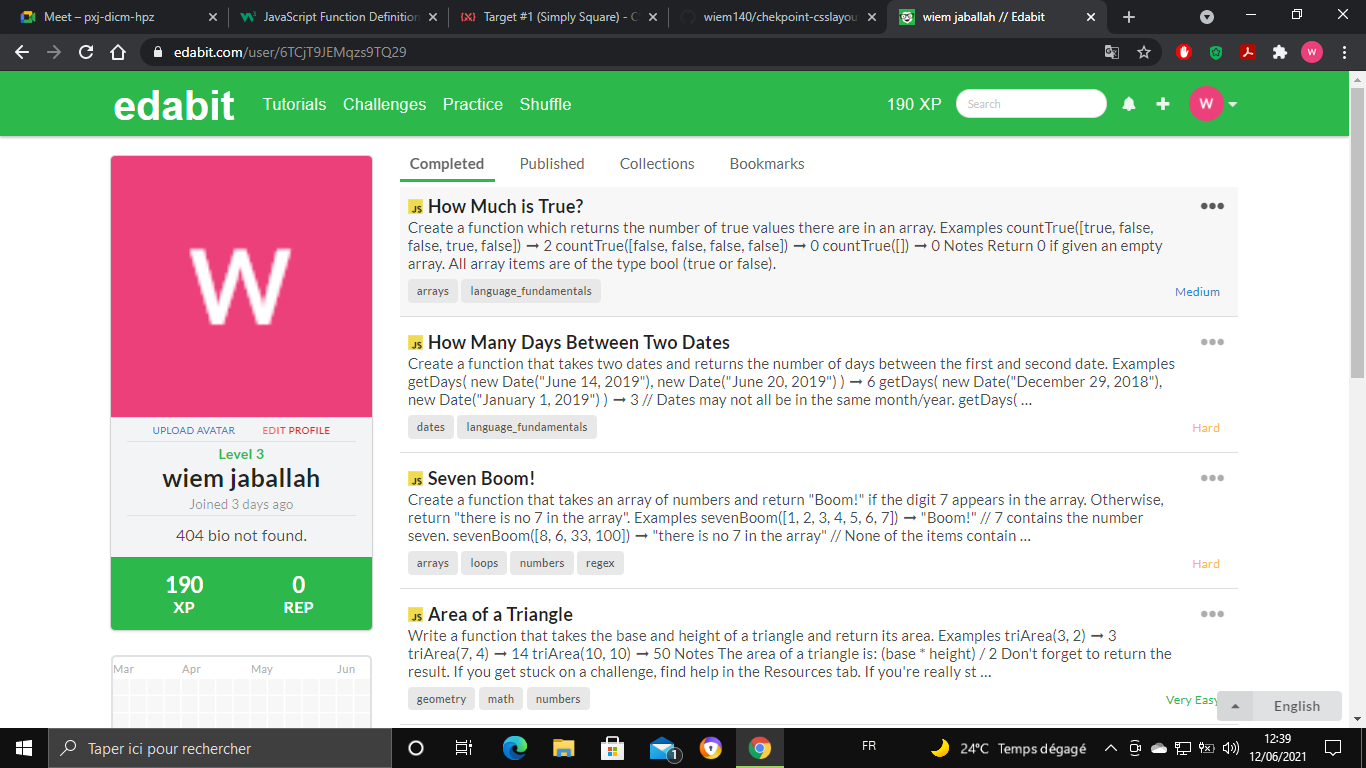 Meet – pxj-dicm-hpz
JavaScript Function Definition
Target #1 (Simply Square) - C
wiem140/chekpoint-csslayou
wiem jaballah // Edabit
edabit.com/user/6TCjT9JEMqzs9TQ29
W
edabit
Tutorials
Challenges
Practice
Shuffle
190 XP
Search
W
W
UPLOAD AVATAR
EDIT PROFILE
Level 3
wiem jaballah
Joined 3 days ago
404 bio not found.
190
XP
0
REP
Mar
Apr
May
Jun
Completed
Published
Collections
Bookmarks
JS How Much is True?
Create a function which returns the number of true values there are in an array. Examples countTrue([true, false,
false, true, false]) ➞ 2 countTrue([false, false, false, false]) ➞ 0 countTrue([]) ➞ 0 Notes Return 0 if given an empty
array. All array items are of the type bool (true or false).
arrays
language_fundamentals
Medium
JS How Many Days Between Two Dates
Create a function that takes two dates and returns the number of days between the first and second date. Examples
getDays( new Date("June 14, 2019"), new Date("June 20, 2019") ) ➞ 6 getDays( new Date("December 29, 2018"),
new Date("January 1, 2019") ) ➞ 3 // Dates may not all be in the same month/year. getDays( ...
dates
language_fundamentals
Hard
JS Seven Boom!
Create a function that takes an array of numbers and return "Boom!" if the digit 7 appears in the array. Otherwise,
return "there is no 7 in the array". Examples sevenBoom([1, 2, 3, 4, 5, 6, 7]) ➞ "Boom!" // 7 contains the number
seven. sevenBoom([8, 6, 33, 100]) ➞ "there is no 7 in the array" // None of the items contain ...
arrays
loops
numbers
regex
Hard
JS Area of a Triangle
Write a function that takes the base and height of a triangle and return its area. Examples triArea(3, 2) ➞ 3
triArea(7, 4) ➞ 14 triArea(10, 10) ➞ 50 Notes The area of a triangle is: (base * height) / 2 Don't forget to return the
result. If you get stuck on a challenge, find help in the Resources tab. If you're really st ...
geometry
math
numbers
Very Easy
English
Taper ici pour rechercher
1
FR
24°C Temps dégagé
12:39
12/06/2021